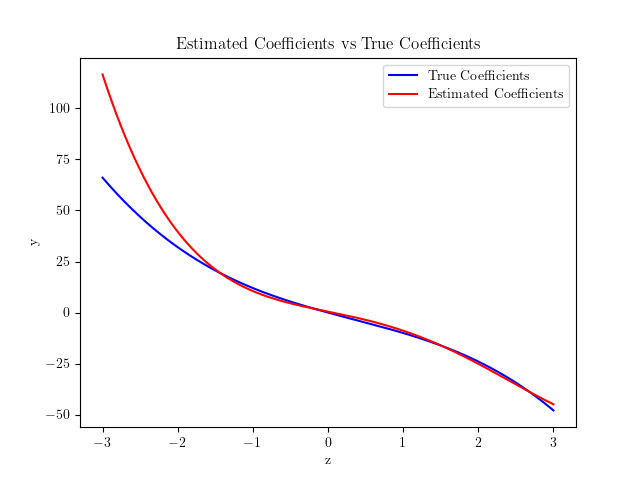 Estimated Coefficients vs True Coefficients
True Coefficients
Estimated Coefficients
100
75
50
25
0
−25
−50
y
−3
−2
−1
0
1
2
3
z